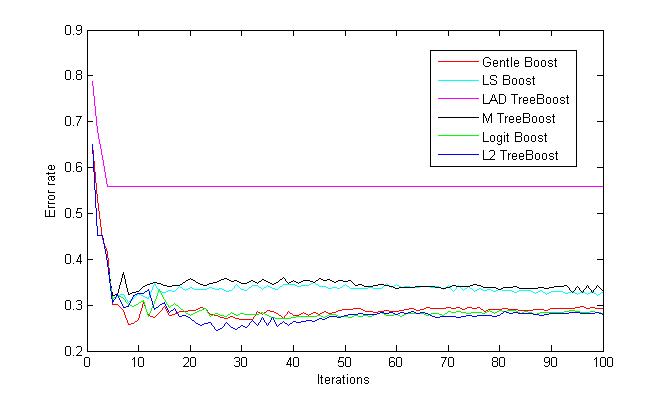 0.9
0.8
0.7
0.6
0.5
0.4
0.3
0.2
Error rate
Gentle Boost
LS Boost
LAD TreeBoost
M TreeBoost
Logit Boost
L2 TreeBoost
0 10 20 30 40 50 60 70 80 90 100
Iterations